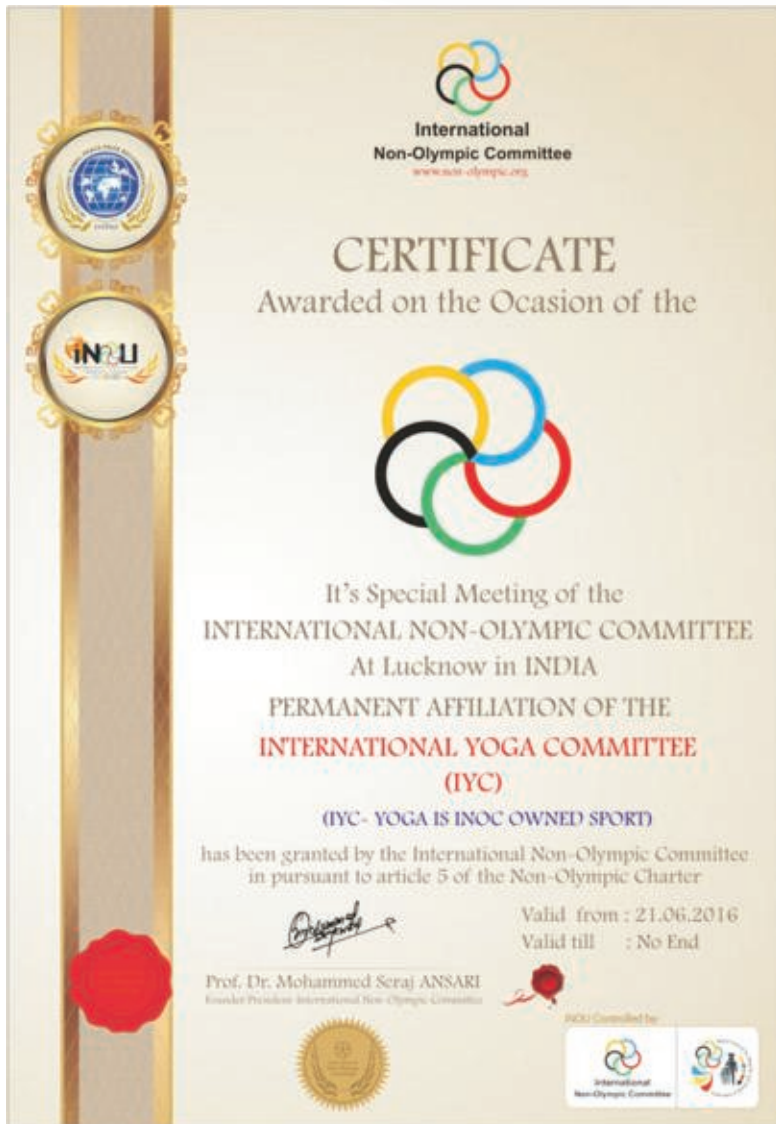 International
Non-Olympic Committee
www.non-olympic.org
CERTIFICATE
Awarded on the Ocasion of the
iNOU
It's Special Meeting of the
INTERNATIONAL NON-OLYMPIC COMMITTEE
At Lucknow in INDIA
PERMANENT AFFILIATION OF THE
INTERNATIONAL YOGA COMMITTEE
(IYC)
(IYC- YOGA IS INOC OWNED SPORT)
has been granted by the International Non-Olympic Committee
in pursuant to article 5 of the Non-Olympic Charter
Valid from : 21.06.2016
Valid till : No End
Prof. Dr. Mohammed Seraj ANSARI
Founder President International Non-Olympic Committee
INOU Controlled by
International
Non-Olympic Committee